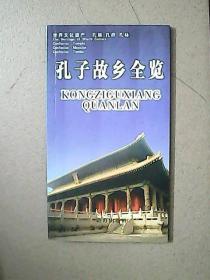 世界文化遗产 孔庙 孔府 孔林
The Heritage of World Culture
Confucius Temple
Confucius Mansion
Confucius Tombs
孔子故乡全览
KONGZIGUXIANG
QUANLAN